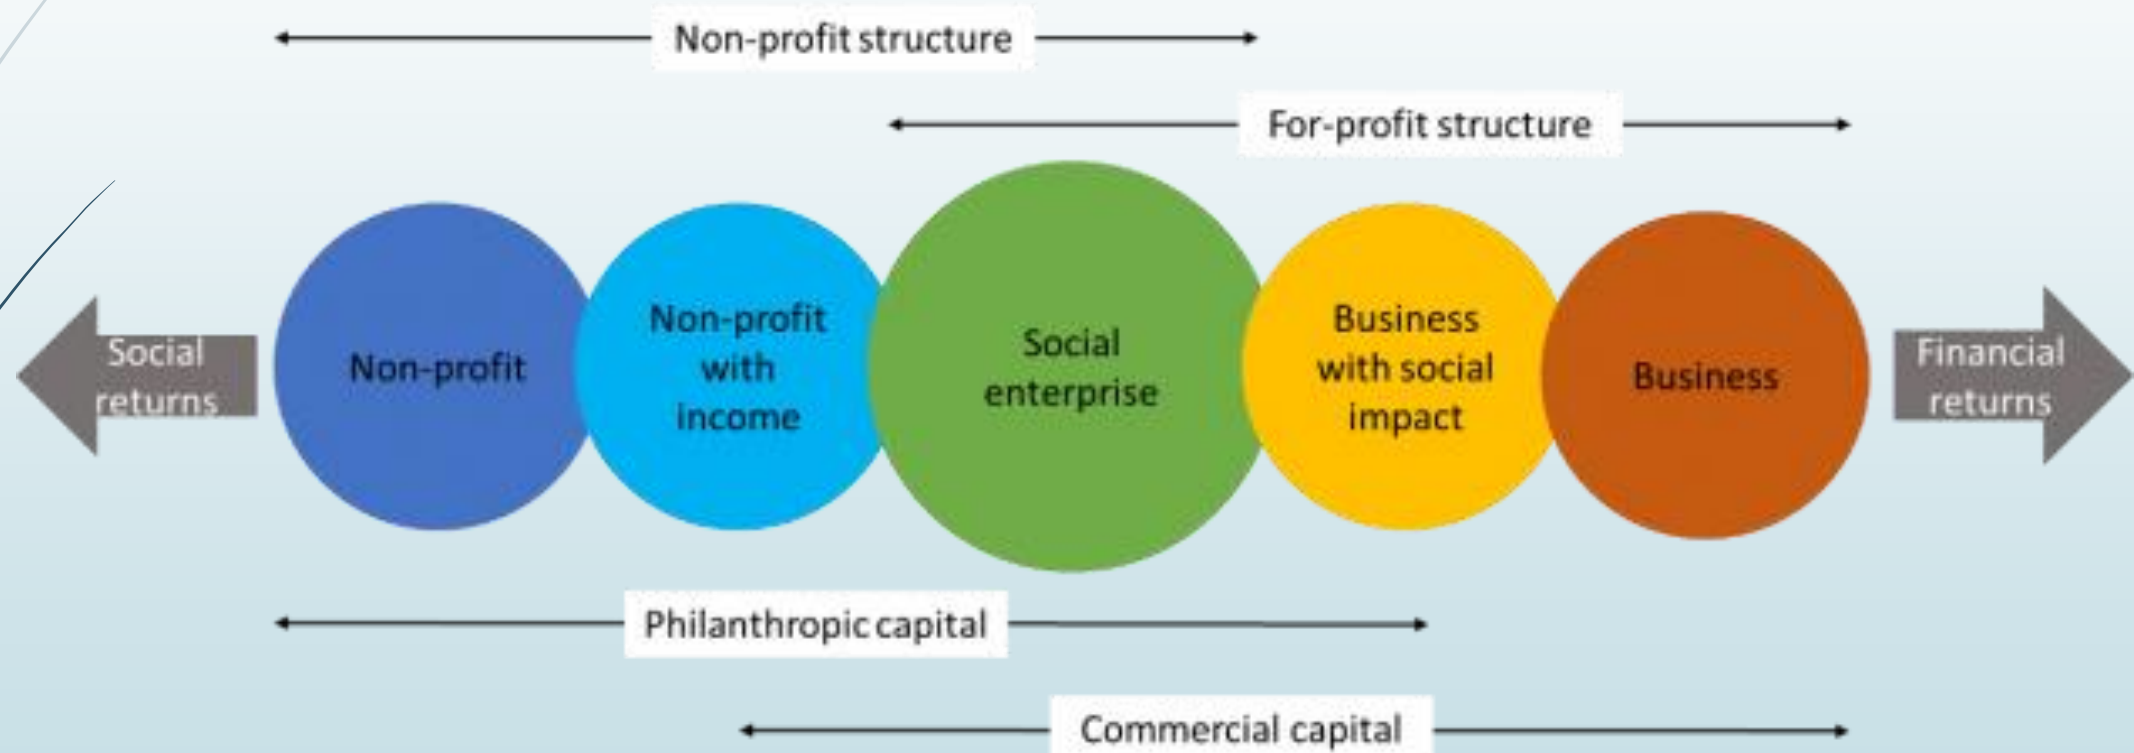 Non-profit structure
For-profit structure
Social
returns
Non-profit
Non-profit
with
income
Social
enterprise
Business
with social
impact
Business
Financial
returns
Philanthropic capital
Commercial capital